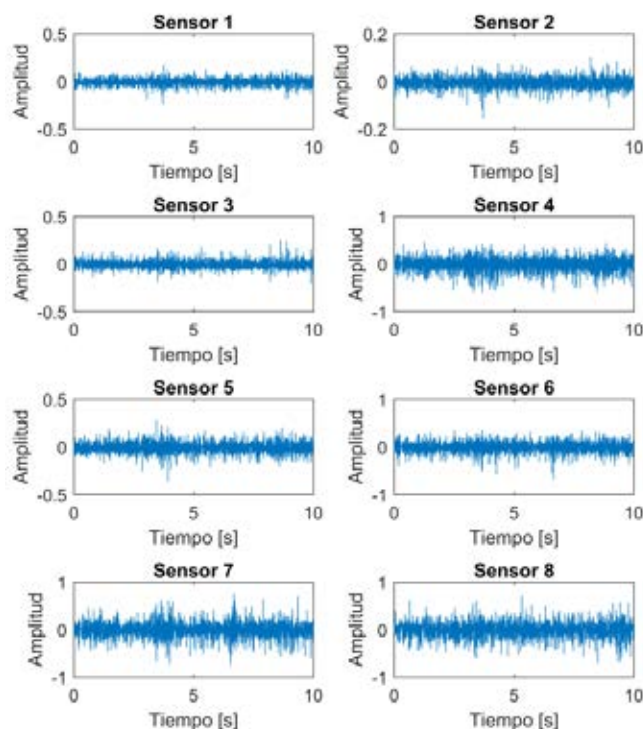 Sensor 1
0.5
Amplitud
0
-0.5
0 5 10
Tiempo [s]
Sensor 2
0.2
Amplitud
0
-0.2
0 5 10
Tiempo [s]
Sensor 3
0.5
Amplitud
0
-0.5
0 5 10
Tiempo [s]
Sensor 4
1
Amplitud
0
-1
0 5 10
Tiempo [s]
Sensor 5
0.5
Amplitud
0
-0.5
0 5 10
Tiempo [s]
Sensor 6
1
Amplitud
0
-1
0 5 10
Tiempo [s]
Sensor 7
1
Amplitud
0
-1
0 5 10
Tiempo [s]
Sensor 8
1
Amplitud
0
-1
0 5 10
Tiempo [s]